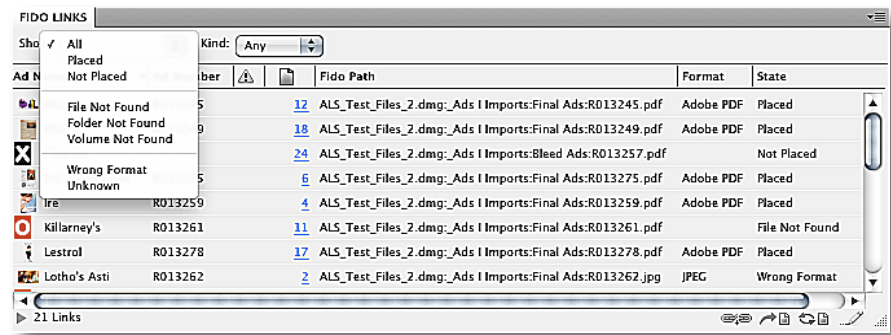 FIDO LINKS
Sho Kind: Any
✓ All
Placed
Not Placed
File Not Found
Folder Not Found
Volume Not Found
Wrong Format
Unknown
Ad N ber Fido Path Format State
5 12 ALS_Test_Files_2.dmg:_Ads I Imports:Final Ads:R013245.pdf Adobe PDF Placed
9 18 ALS_Test_Files_2.dmg:_Ads I Imports:Final Ads:R013249.pdf Adobe PDF Placed
24 ALS_Test_Files_2.dmg:_Ads I Imports:Bleed Ads:R013257.pdf Not Placed
5 6 ALS_Test_Files_2.dmg:_Ads I Imports:Final Ads:R013275.pdf Adobe PDF Placed
Ire R013259 4 ALS_Test_Files_2.dmg:_Ads I Imports:Final Ads:R013259.pdf Adobe PDF Placed
Killarney's R013261 11 ALS_Test_Files_2.dmg:_Ads I Imports:Final Ads:R013261.pdf File Not Found
Lestrol R013278 17 ALS_Test_Files_2.dmg:_Ads I Imports:Final Ads:R013278.pdf Adobe PDF Placed
Lotho's Asti R013262 2 ALS_Test_Files_2.dmg:_Ads I Imports:Final Ads:R013262.jpg JPEG Wrong Format
21 Links